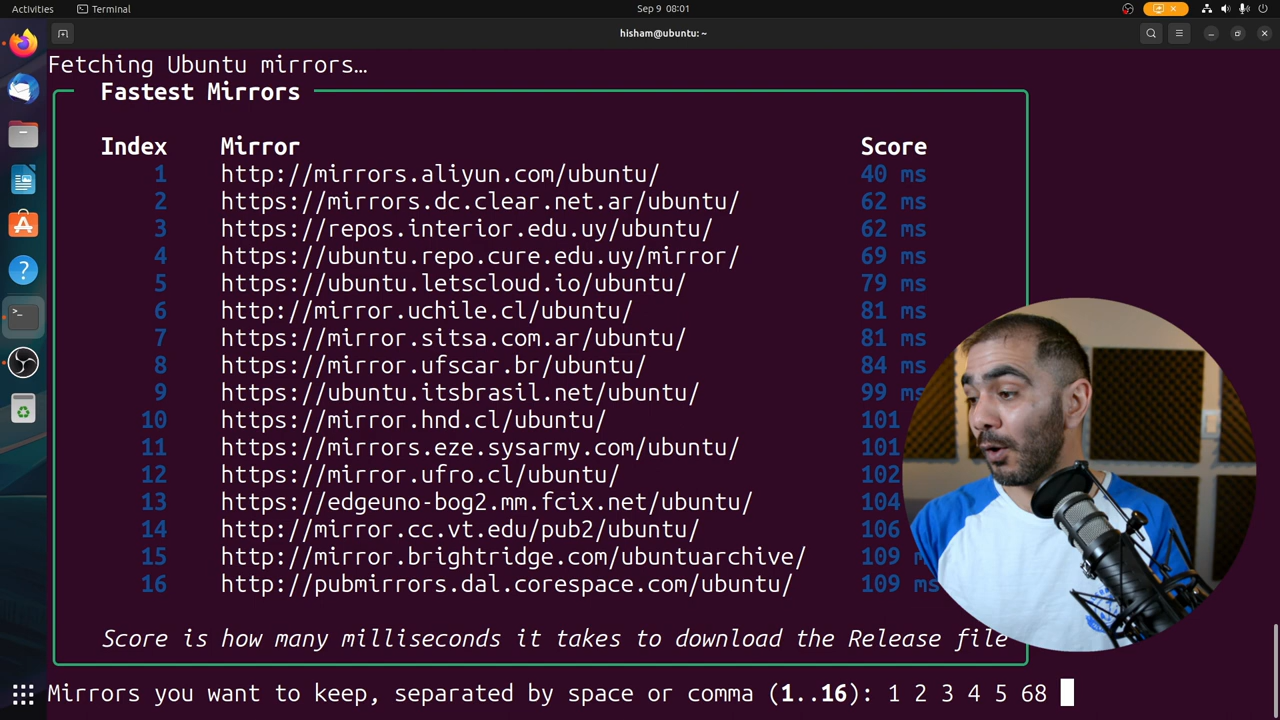 Activities Terminal Sep 9 08:01
hisham@ubuntu: ~
Fetching Ubuntu mirrors…
Fastest Mirrors
Index Mirror Score
1 http://mirrors.aliyun.com/ubuntu/ 40 ms
2 https://mirrors.dc.clear.net.ar/ubuntu/ 62 ms
3 https://repos.interior.edu.uy/ubuntu/ 62 ms
4 https://ubuntu.repo.cure.edu.uy/mirror/ 69 ms
5 https://ubuntu.letscloud.io/ubuntu/ 79 ms
6 http://mirror.uchile.cl/ubuntu/ 81 ms
7 http://mirror.sitsa.com.ar/ubuntu/ 81 ms
8 http://mirror.ufscar.br/ubuntu/ 84 ms
9 https://ubuntu.itsbrasil.net/ubuntu/ 99 ms
10 https://mirror.hnd.cl/ubuntu/ 101
11 https://mirrors.eze.sysarmy.com/ubuntu/ 101
12 https://mirror.ufro.cl/ubuntu/ 102
13 https://edgeuno-bog2.mm.fcix.net/ubuntu/ 104
14 http://mirror.cc.vt.edu/pub2/ubuntu/ 106
15 http://mirror.brightridge.com/ubuntuarchive/ 109 ms
16 http://pubmirrors.dal.corespace.com/ubuntu/ 109 ms
Score is how many milliseconds it takes to download the Release file
Mirrors you want to keep, separated by space or comma (1..16): 1 2 3 4 5 68